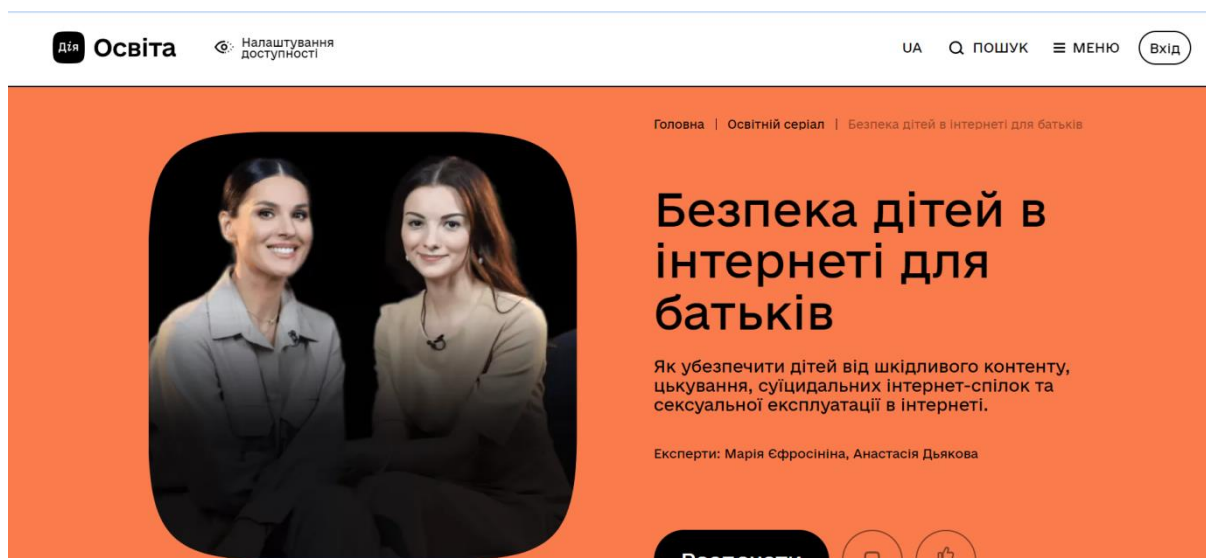 Дія Освіта
Налаштування
доступності
UA
ПОШУК
МЕНЮ
Вхід
Головна | Освітній серіал | Безпека дітей в інтернеті для батьків
Безпека дітей в
інтернеті для
батьків
Як убезпечити дітей від шкідливого контенту,
цькування, суїцидальних інтернет-спілок та
сексуальної експлуатації в інтернеті.
Експерти: Марія Єфросініна, Анастасія Дьякова